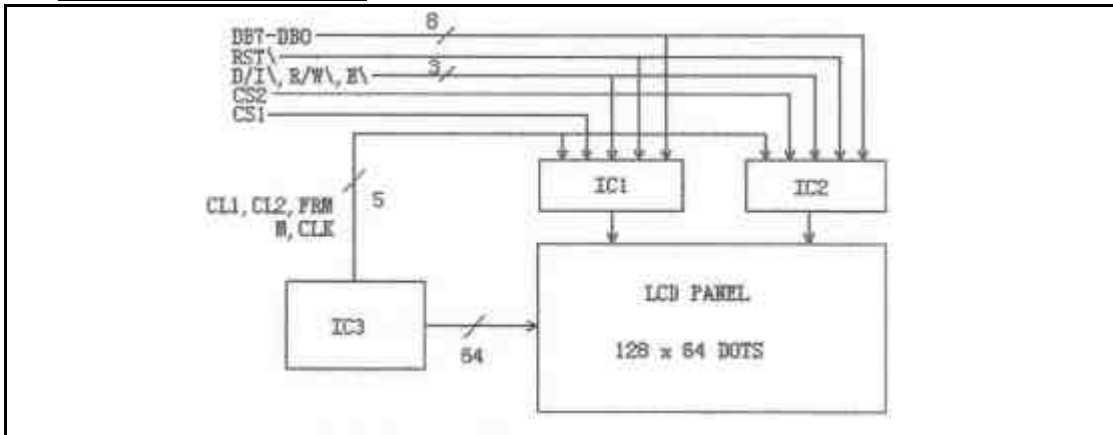 8
DB7-DB0
RST\
D/I\,R/W\,E\
3
CS2
CS1
IC1
IC2
CL1,CL2,FRM
5
M,CLK
LCD PANEL
IC3
128 x 64 DOTS
64